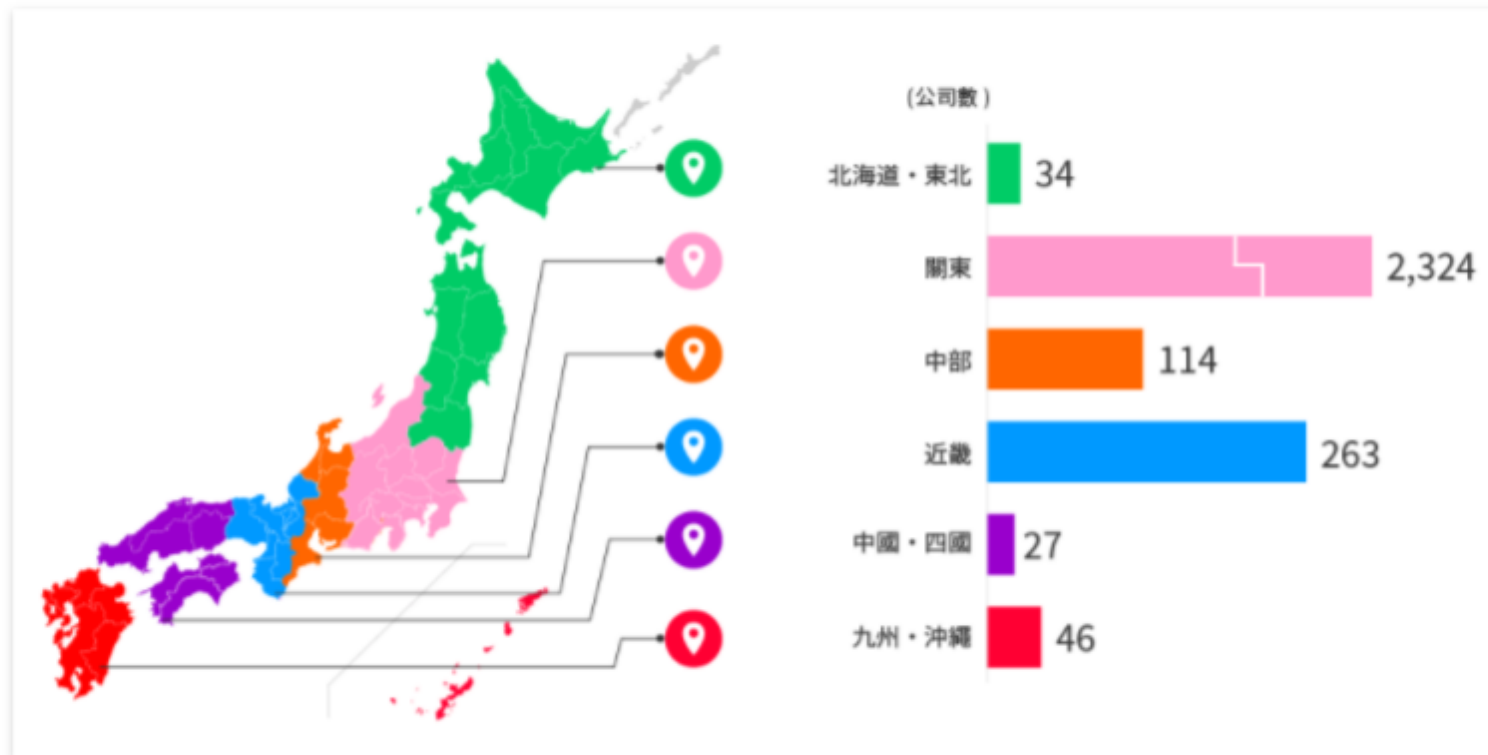 (公司數)
北海道・東北 34
關東 2,324
中部 114
近畿 263
中國・四國 27
九州・沖繩 46